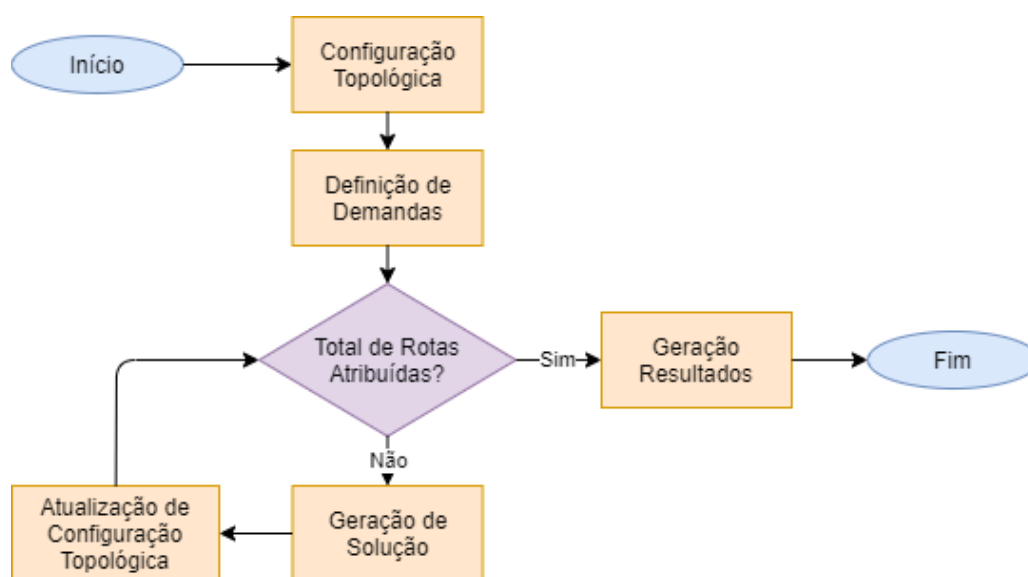 Início
Configuração
Topológica
Definição de
Demandas
Total de Rotas
Atribuídas?
Sim
Geração
Resultados
Fim
Não
Geração de
Solução
Atualização de
Configuração
Topológica